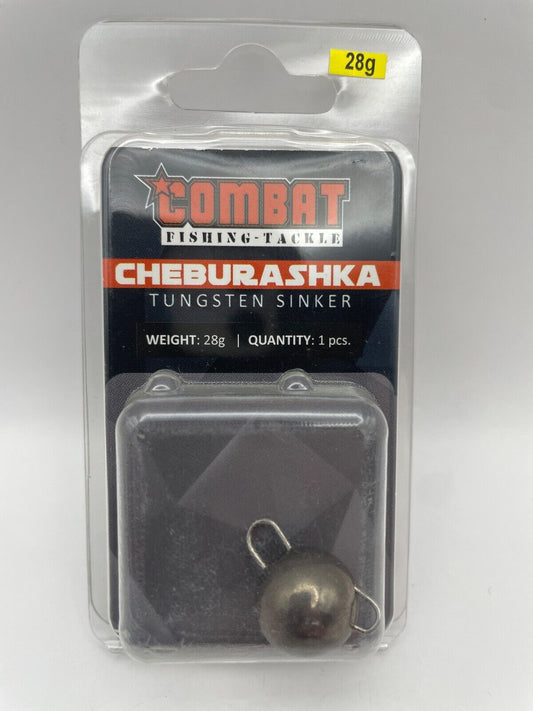 28g
COMBAT
FISHING-TACKLE
CHEBURASHKA
TUNGSTEN SINKER
WEIGHT: 28g | QUANTITY: 1 pcs.